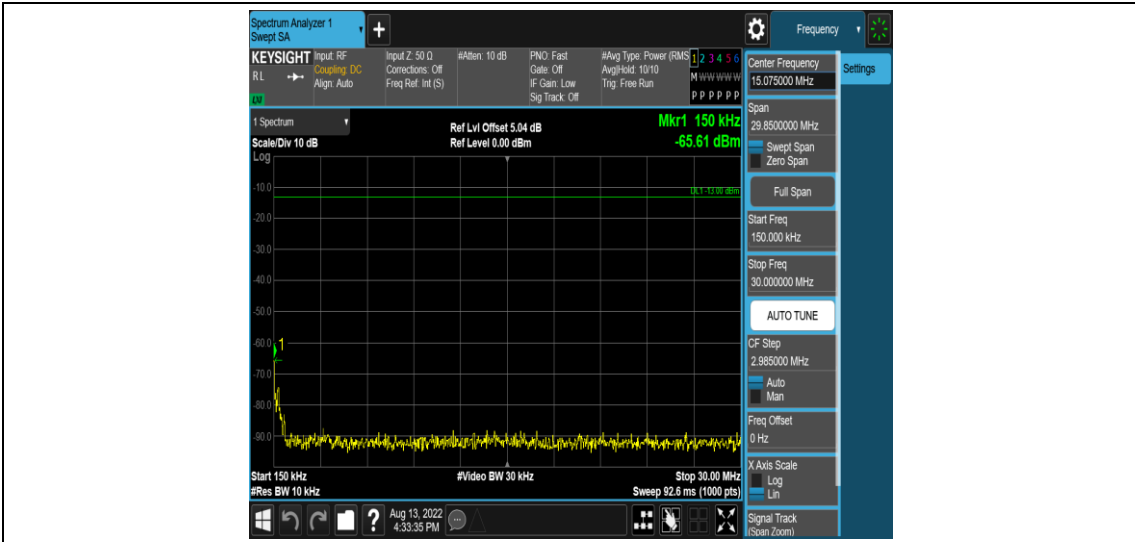 Spectrum Analyzer 1
Swept SA
+
Frequency
KEYSIGHT
RL
LXI
Input: RF
Coupling: DC
Align: Auto
Input Z: 50 Ω
Corrections: Off
Freq Ref: Int (S)
#Atten: 10 dB
PNO: Fast
Gate: Off
IF Gain: Low
Sig Track: Off
#Avg Type: Power (RMS
Avg|Hold: 10/10
Trig: Free Run
1 2 3 4 5 6
M W W W W W
P P P P P P
1 Spectrum
Scale/Div 10 dB
Log
Ref Lvl Offset 5.04 dB
Ref Level 0.00 dBm
Mkr1 150 kHz
-65.61 dBm
DL1 -13.00 dBm
-10.0
-20.0
-30.0
-40.0
-50.0
-60.0
1
-70.0
-80.0
-90.0
Start 150 kHz
#Video BW 30 kHz
Stop 30.00 MHz
#Res BW 10 kHz
Sweep 92.6 ms (1000 pts)
Center Frequency
15.075000 MHz
Settings
Span
29.8500000 MHz
Swept Span
Zero Span
Full Span
Start Freq
150.000 kHz
Stop Freq
30.000000 MHz
AUTO TUNE
CF Step
2.985000 MHz
Auto
Man
Freq Offset
0 Hz
X Axis Scale
Log
Lin
Signal Track
(Span Zoom)
?
Aug 13, 2022
4:33:35 PM